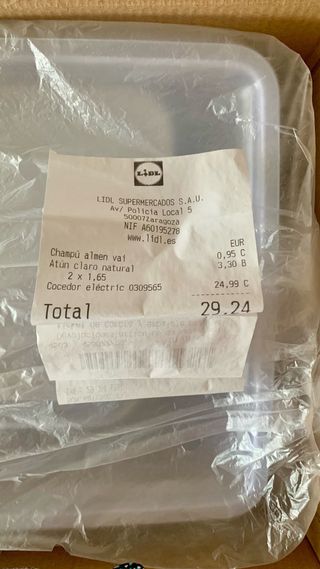 LIDL
LIDL SUPERMERCADOS S.A.U.
Av/ Policia Local 5
50007Zaragoza
NIF A60195278
www.lidl.es
EUR
Champú almen vai 0,95 C
Atún claro natural 3,30 B
2 x 1,65
Cocedor eléctric 0309565 24,99 C
Total 29,24